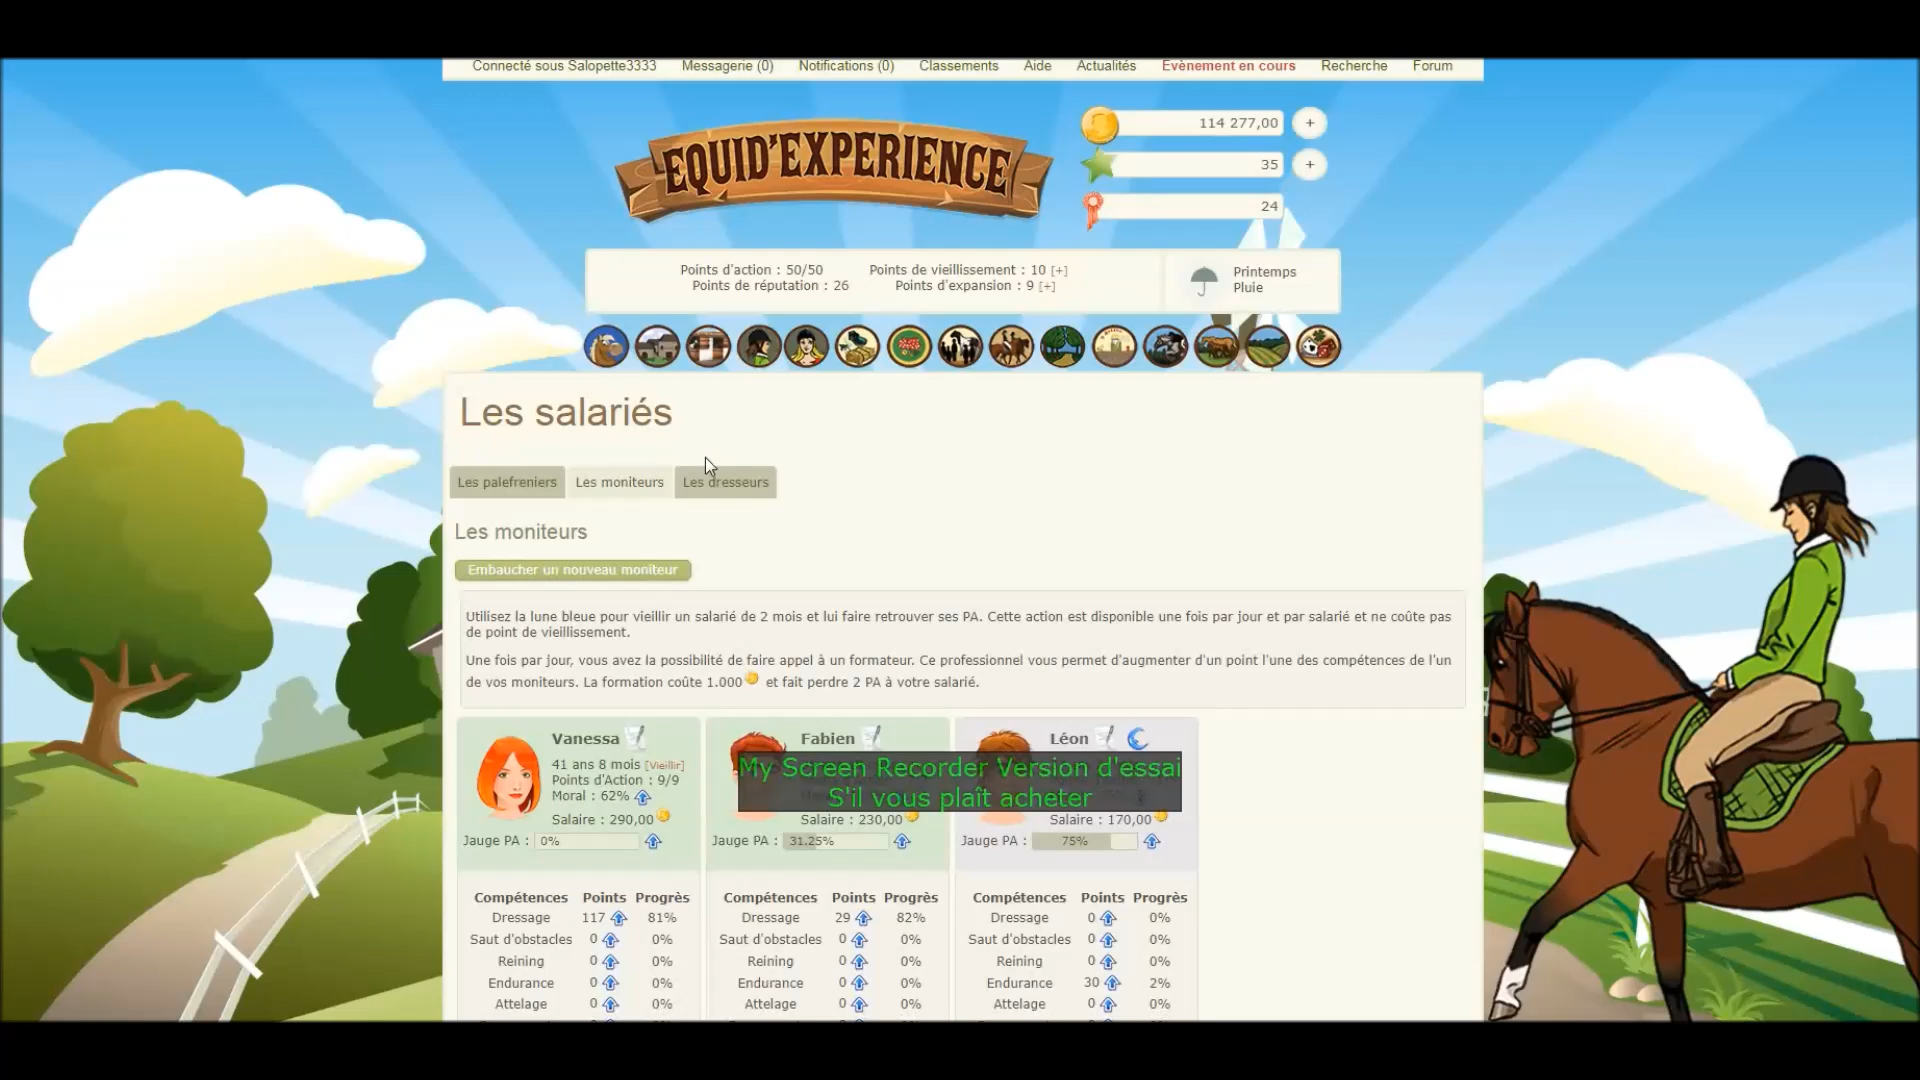 Connecté sous Salopette3333 Messagerie (0) Notifications (0) Classements Aide Actualités Evènement en cours Recherche Forum
EQUID'EXPERIENCE
114 277,00 +
35 +
24
Points d'action : 50/50 Points de vieillissement : 10 [+]
Points de réputation : 26 Points d'expansion : 9 [+]
Printemps
Pluie
Les salariés
Les palefreniers Les moniteurs Les dresseurs
Les moniteurs
Embaucher un nouveau moniteur
Utilisez la lune bleue pour vieillir un salarié de 2 mois et lui faire retrouver ses PA. Cette action est disponible une fois par jour et par salarié et ne coûte pas
de point de vieillissement.
Une fois par jour, vous avez la possibilité de faire appel à un formateur. Ce professionnel vous permet d'augmenter d'un point l'une des compétences de l'un
de vos moniteurs. La formation coûte 1.000 et fait perdre 2 PA à votre salarié.
Vanessa Fabien Léon
41 ans 8 mois [Vieillir]
Points d'Action : 9/9
Moral : 62%
My Screen Recorder Version d'essai
S'il vous plaît acheter
Salaire : 290,00 Salaire : 230,00 Salaire : 170,00
Jauge PA : 0% Jauge PA : 31.25% Jauge PA : 75%
Compétences Points Progrès Compétences Points Progrès Compétences Points Progrès
Dressage 117 81% Dressage 29 82% Dressage 0 0%
Saut d'obstacles 0 0% Saut d'obstacles 0 0% Saut d'obstacles 0 0%
Reining 0 0% Reining 0 0% Reining 0 0%
Endurance 0 0% Endurance 0 0% Endurance 30 2%
Attelage 0 0% Attelage 0 0% Attelage 0 0%